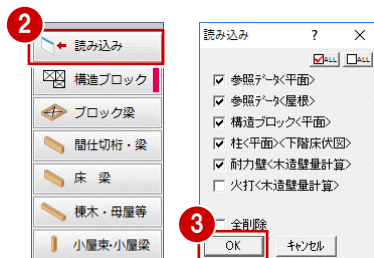 2
読み込み
構造ブロック
ブロック梁
間仕切桁・梁
床 梁
棟木・母屋等
小屋束・小屋梁
読み込み ? ×
ALL ALL
参照ﾃﾞｰﾀ<平面>
参照ﾃﾞｰﾀ<屋根>
構造ブロック<平面>
柱<平面><下階床伏図>
耐力壁<木造壁量計算>
火打<木造壁量計算>
全削除
3
OK ｷｬﾝｾﾙ